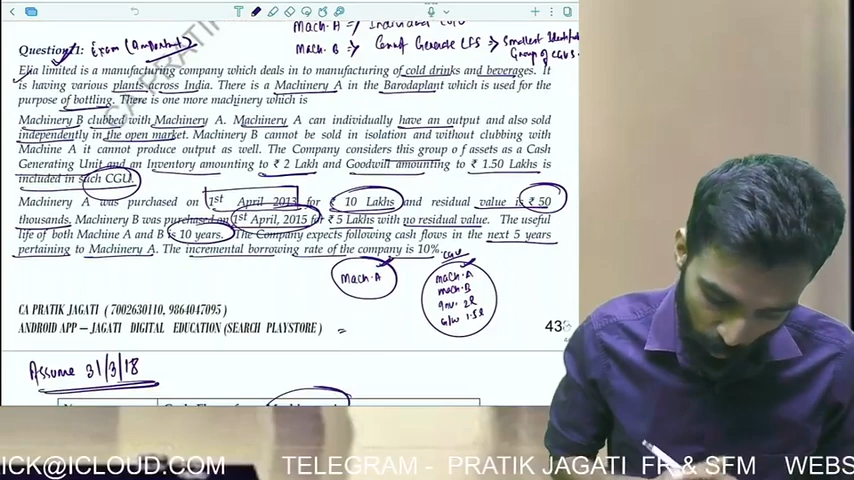 Mach. A => Individual CGU
Question11: Exam (Important)
Mach. B => Cannot Generate CFS => Smallest Identifiable Group of CGUs.
Elia limited is a manufacturing company which deals in to manufacturing of cold drinks and beverages. It
is having various plants across India. There is a Machinery A in the Barodaplant which is used for the
purpose of bottling. There is one more machinery which is
Machinery B clubbed with Machinery A. Machinery A can individually have an output and also sold
independently in the open market. Machinery B cannot be sold in isolation and without clubbing with
Machine A it cannot produce output as well. The Company considers this group o f assets as a Cash
Generating Unit and an Inventory amounting to ₹ 2 Lakh and Goodwill amounting to ₹ 1.50 Lakhs is
included in such CGU.
Machinery A was purchased on 1st April 2013 for ₹ 10 Lakhs and residual value is ₹ 50
thousands. Machinery B was purchased on 1st April, 2015 for ₹ 5 Lakhs with no residual value. The useful
life of both Machine A and B is 10 years. The Company expects following cash flows in the next 5 years
pertaining to Machinery A. The incremental borrowing rate of the company is 10%.
CGU
Mach. A
Mach. A
Mach. B
Inv. 2l
G/W 1.5l
CA PRATIK JAGATI ( 7002630110, 9864047095)
ANDROID APP – JAGATI DIGITAL EDUCATION (SEARCH PLAYSTORE)
=
Assume 31/3/18
ICK@ICLOUD.COM
TELEGRAM - PRATIK JAGATI FR & SFM
WEBS